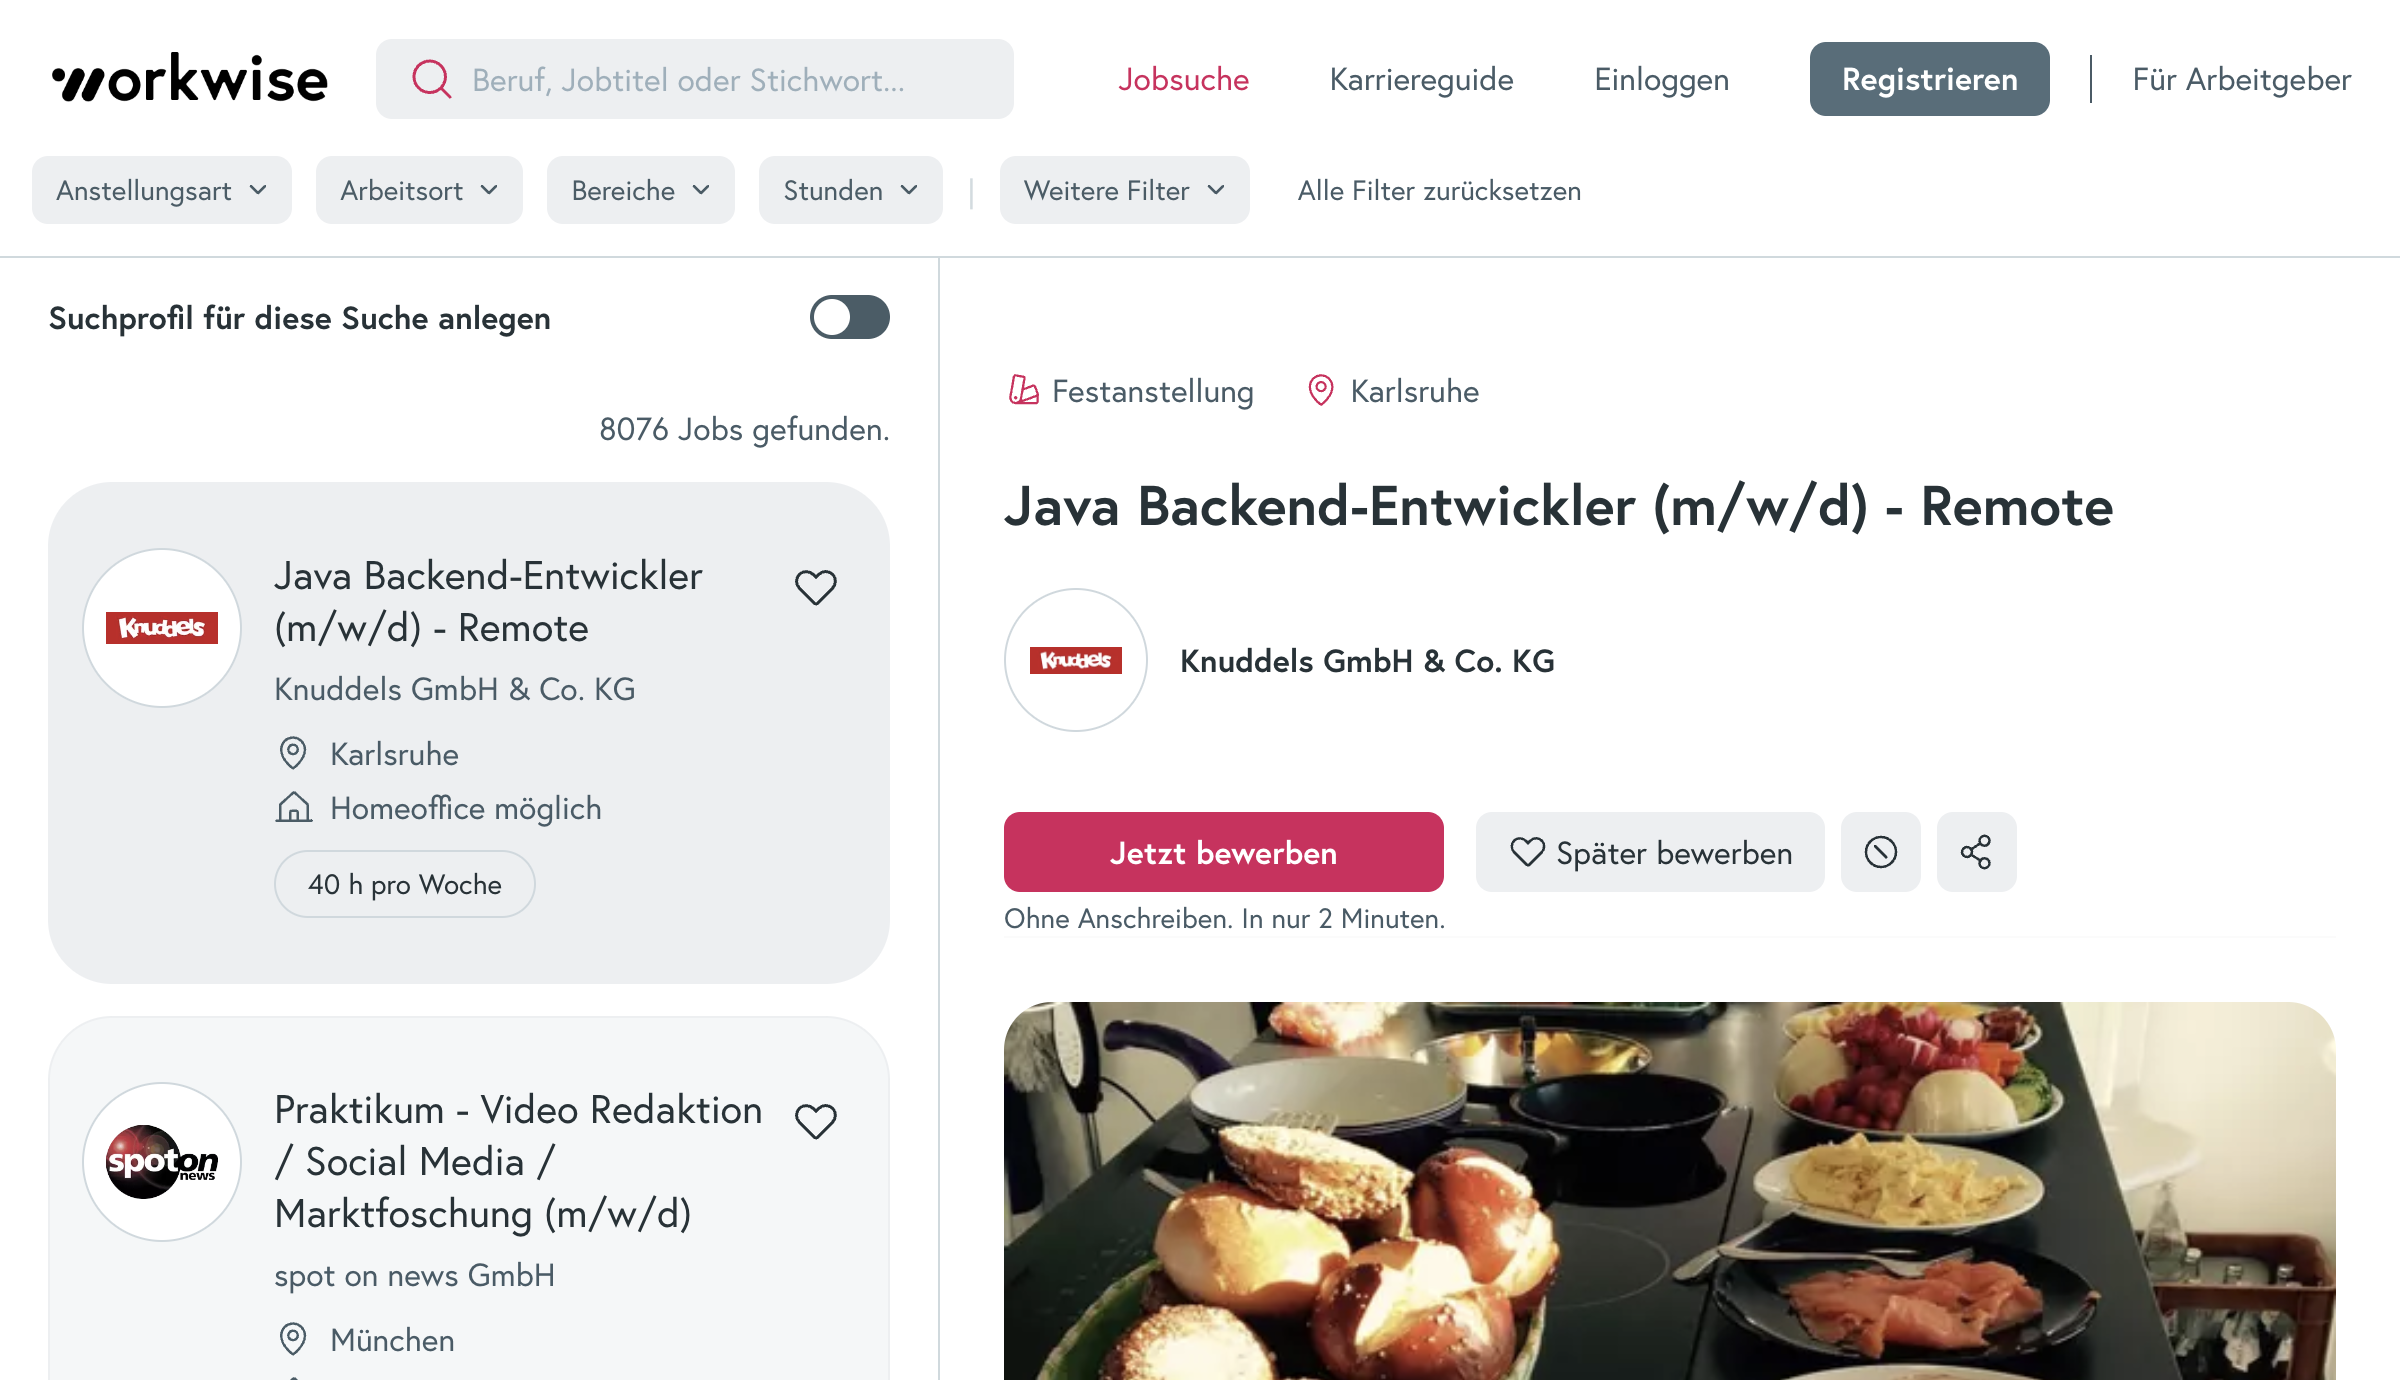 workwise
Beruf, Jobtitel oder Stichwort...
Jobsuche
Karriereguide
Einloggen
Registrieren
Für Arbeitgeber
Anstellungsart
Arbeitsort
Bereiche
Stunden
Weitere Filter
Alle Filter zurücksetzen
Suchprofil für diese Suche anlegen
8076 Jobs gefunden.
Knuddels
Java Backend-Entwickler
(m/w/d) - Remote
Knuddels GmbH & Co. KG
Karlsruhe
Homeoffice möglich
40 h pro Woche
spot on
news
Praktikum - Video Redaktion
/ Social Media /
Marktfoschung (m/w/d)
spot on news GmbH
München
Festanstellung
Karlsruhe
Java Backend-Entwickler (m/w/d) - Remote
Knuddels
Knuddels GmbH & Co. KG
Jetzt bewerben
Später bewerben
Ohne Anschreiben. In nur 2 Minuten.